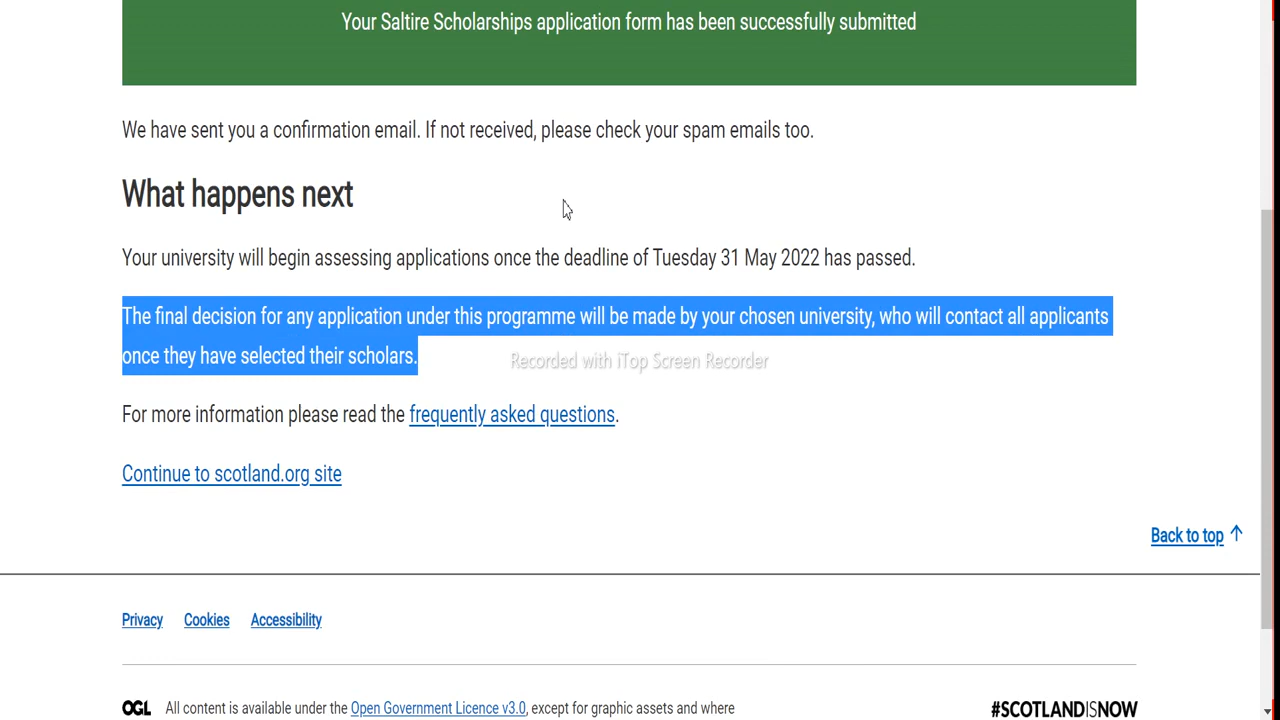 Your Saltire Scholarships application form has been successfully submitted
We have sent you a confirmation email. If not received, please check your spam emails too.
What happens next
Your university will begin assessing applications once the deadline of Tuesday 31 May 2022 has passed.
The final decision for any application under this programme will be made by your chosen university, who will contact all applicants
once they have selected their scholars.
Recorded with iTop Screen Recorder
For more information please read the frequently asked questions.
Continue to scotland.org site
Back to top ↑
Privacy Cookies Accessibility
OGL All content is available under the Open Government Licence v3.0, except for graphic assets and where
#SCOTLANDISNOW